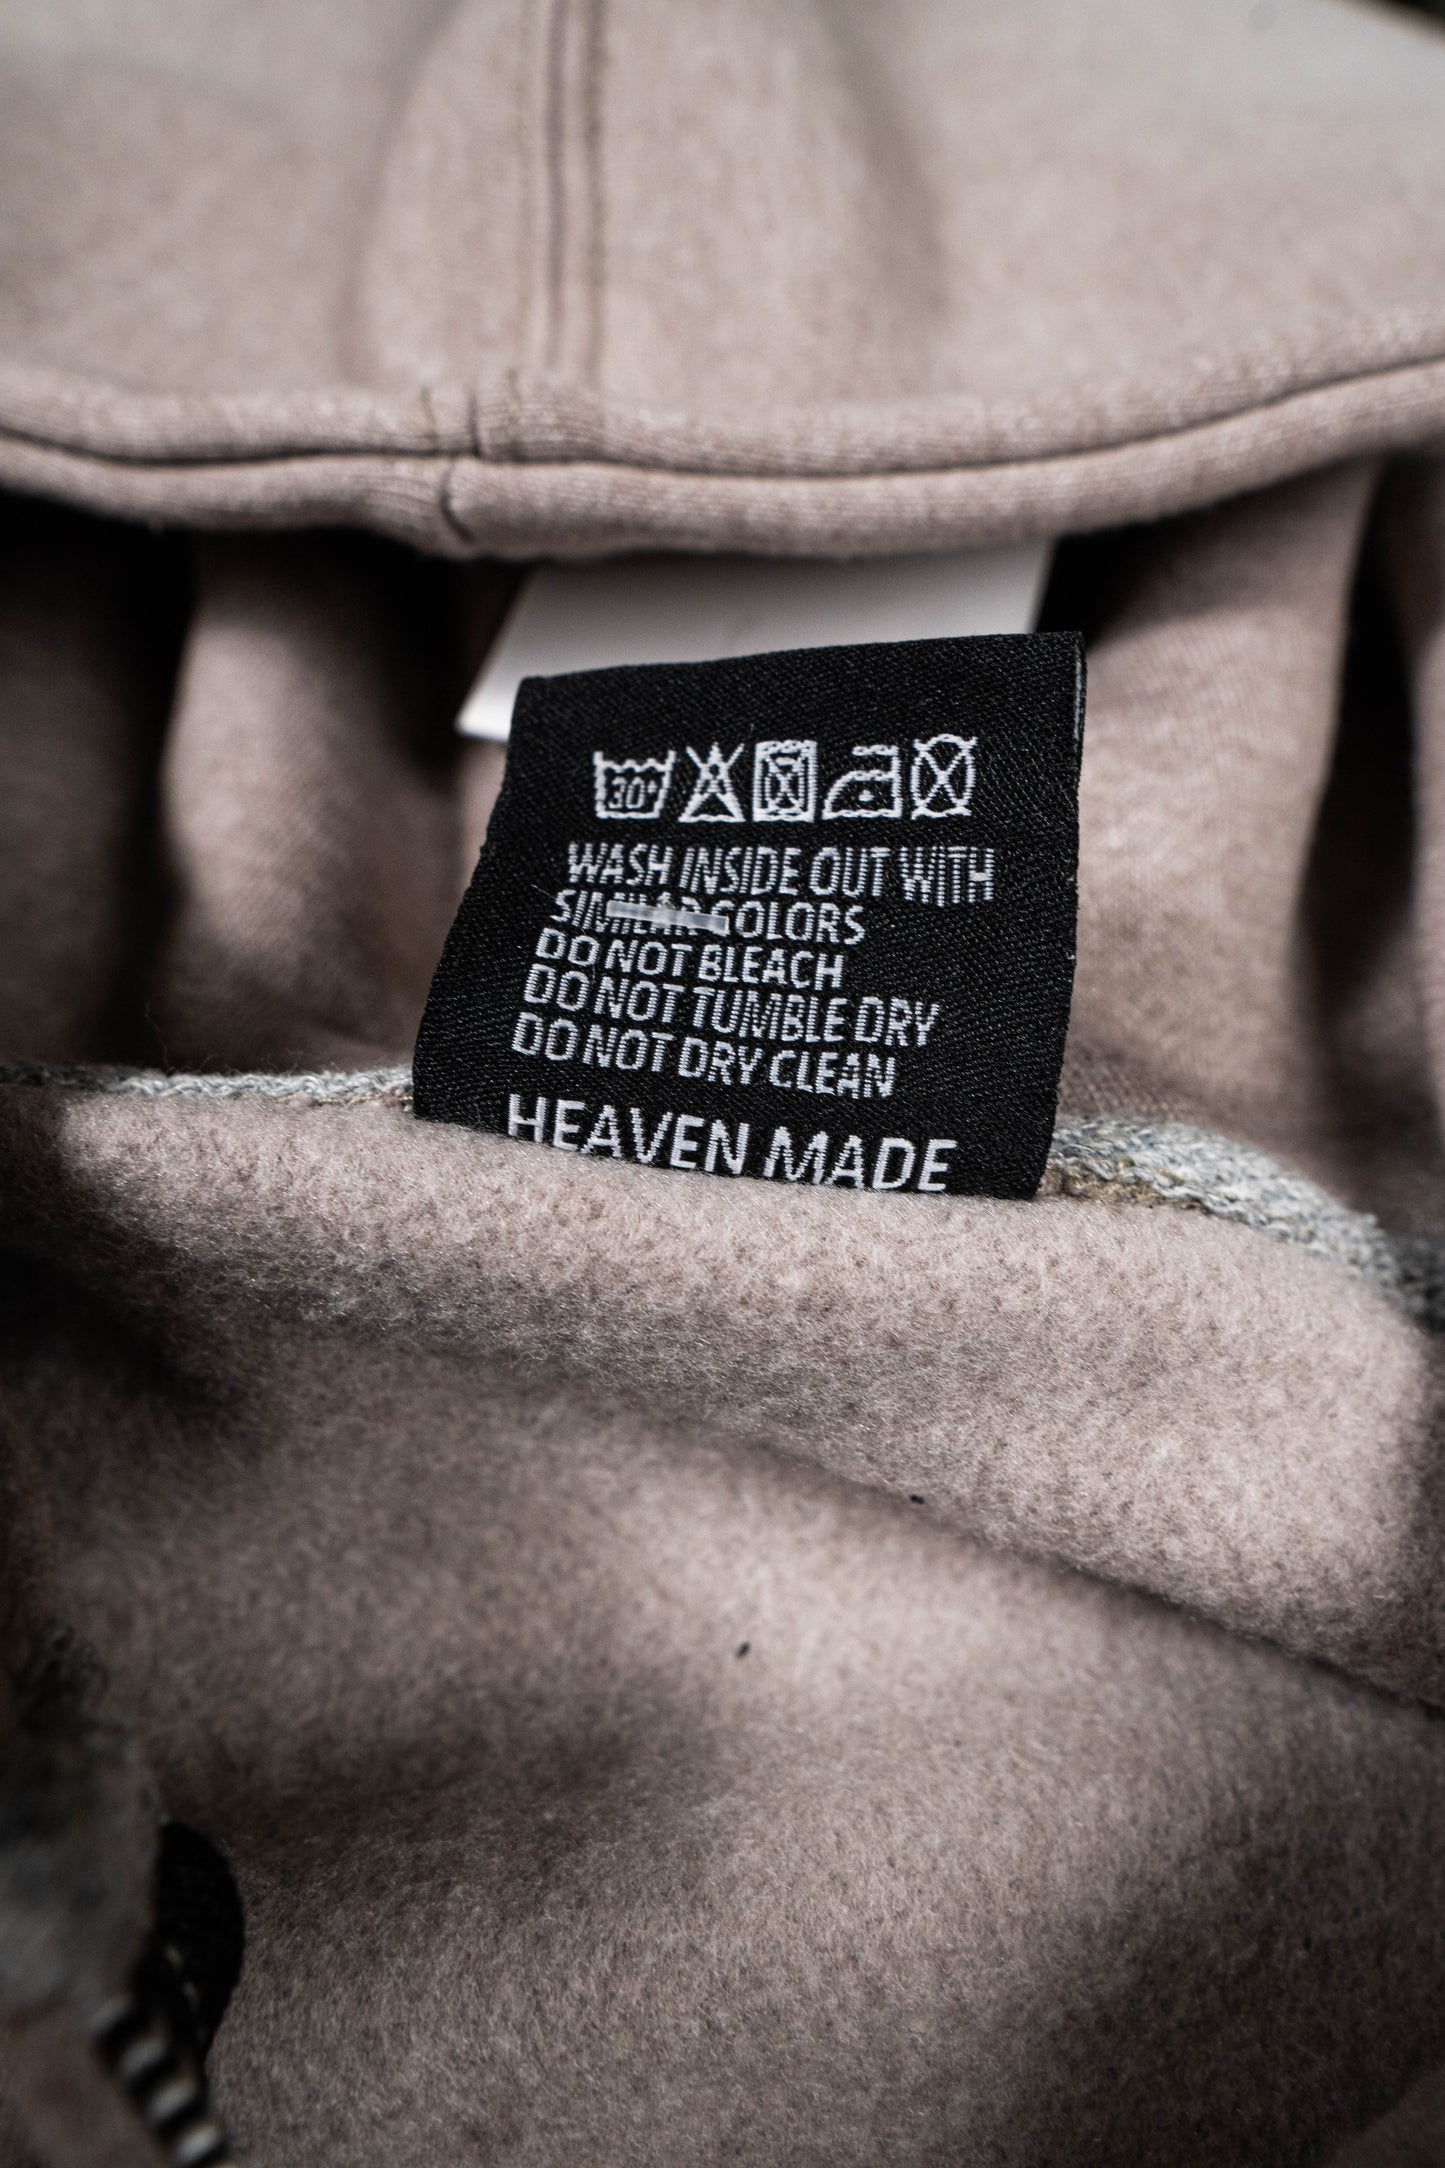 30°
WASH INSIDE OUT WITH
SIMILAR COLORS
DO NOT BLEACH
DO NOT TUMBLE DRY
DO NOT DRY CLEAN
HEAVEN MADE